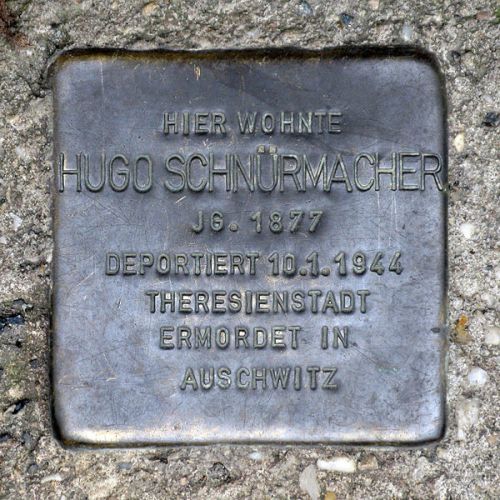 HIER WOHNTE
HUGO SCHNÜRMACHER
JG. 1877
DEPORTIERT 10.1.1944
THERESIENSTADT
ERMORDET IN
AUSCHWITZ